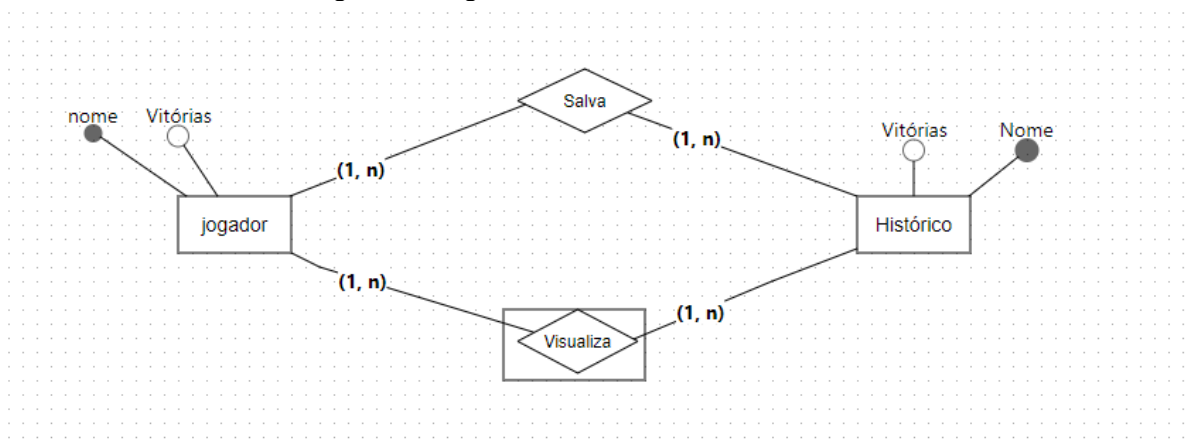 Salva
nome Vitórias
Vitórias Nome
(1, n)
(1, n)
jogador
Histórico
(1, n)
(1, n)
Visualiza